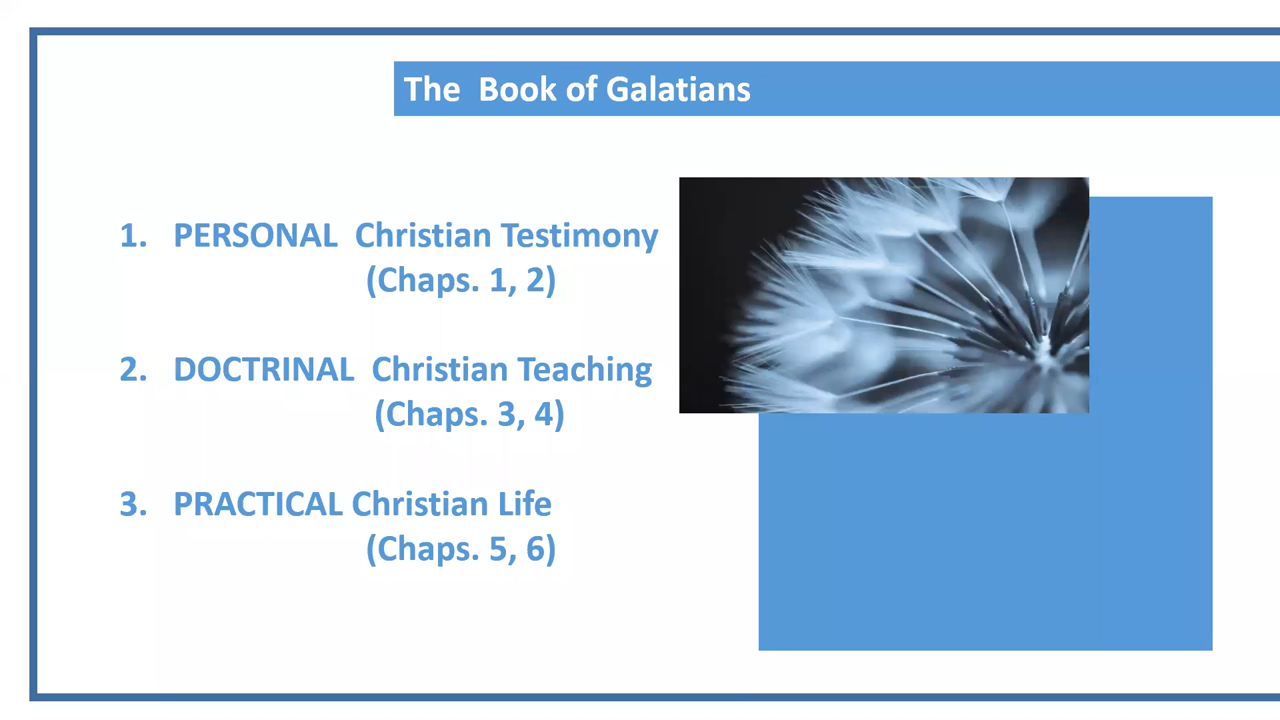 The  Book of Galatians
1.   PERSONAL  Christian Testimony
(Chaps. 1, 2)
2.   DOCTRINAL  Christian Teaching
(Chaps. 3, 4)
3.   PRACTICAL Christian Life
(Chaps. 5, 6)